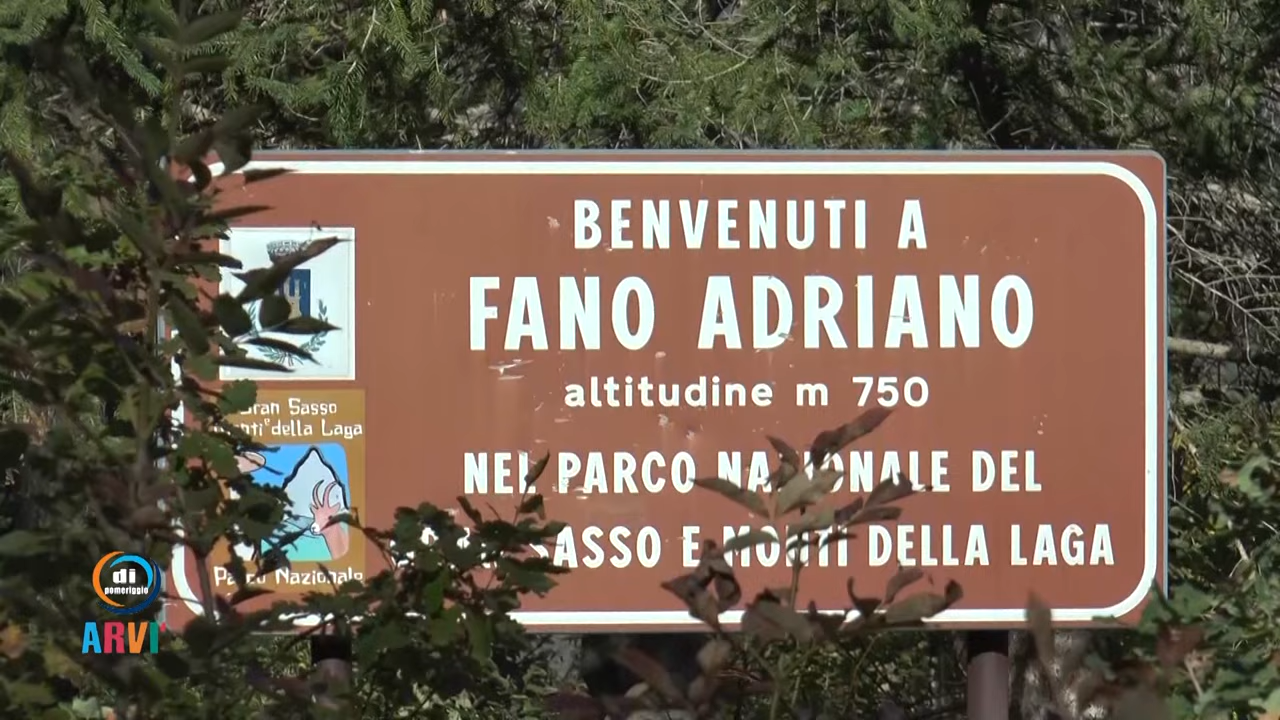 BENVENUTI A
FANO ADRIANO
altitudine m 750
NEL PARCO NAZIONALE DEL
SASSO E MONTI DELLA LAGA
Gran Sasso
Monti della Laga
Parco Nazionale
di
pomeriggio
ARVI